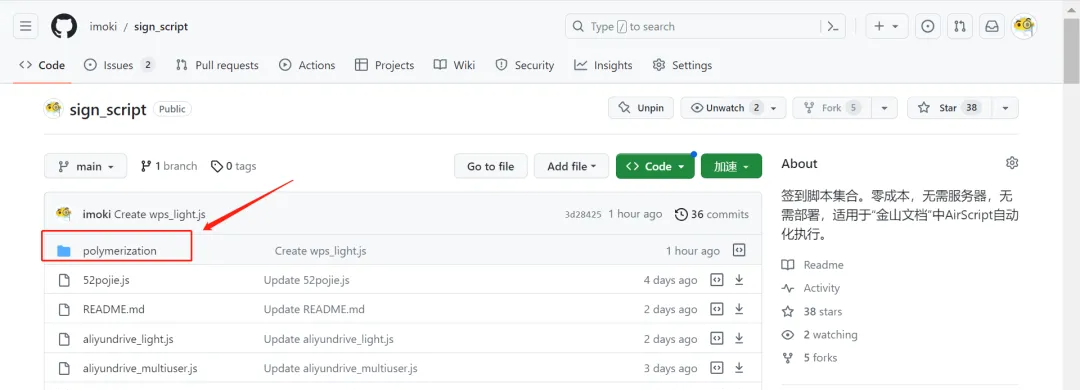 imoki / sign_script
Type / to search
Code
Issues 2
Pull requests
Actions
Projects
Wiki
Security
Insights
Settings
sign_script Public
Unpin
Unwatch 2
Fork 5
Star 38
main
1 branch
0 tags
Go to file
Add file
Code
加速
imoki Create wps_light.js
3d28425 1 hour ago
36 commits
polymerization
Create wps_light.js
1 hour ago
52pojie.js
Update 52pojie.js
4 days ago
README.md
Update README.md
2 days ago
aliyundrive_light.js
Update aliyundrive_light.js
2 days ago
aliyundrive_multiuser.js
Update aliyundrive_multiuser.js
3 days ago
About
签到脚本集合。零成本，无需服务器，无
需部署，适用于“金山文档”中AirScript自动
化执行。
Readme
Activity
38 stars
2 watching
5 forks